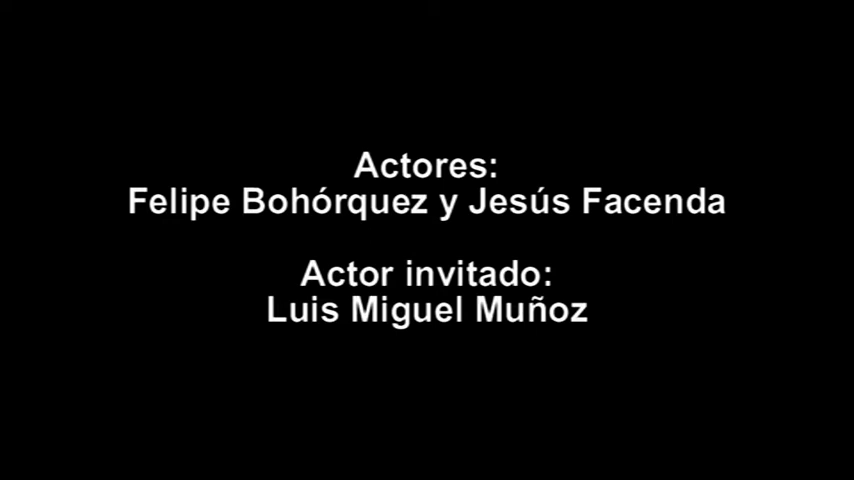 Actores:
Felipe Bohórquez y Jesús Facenda
Actor invitado:
Luis Miguel Muñoz